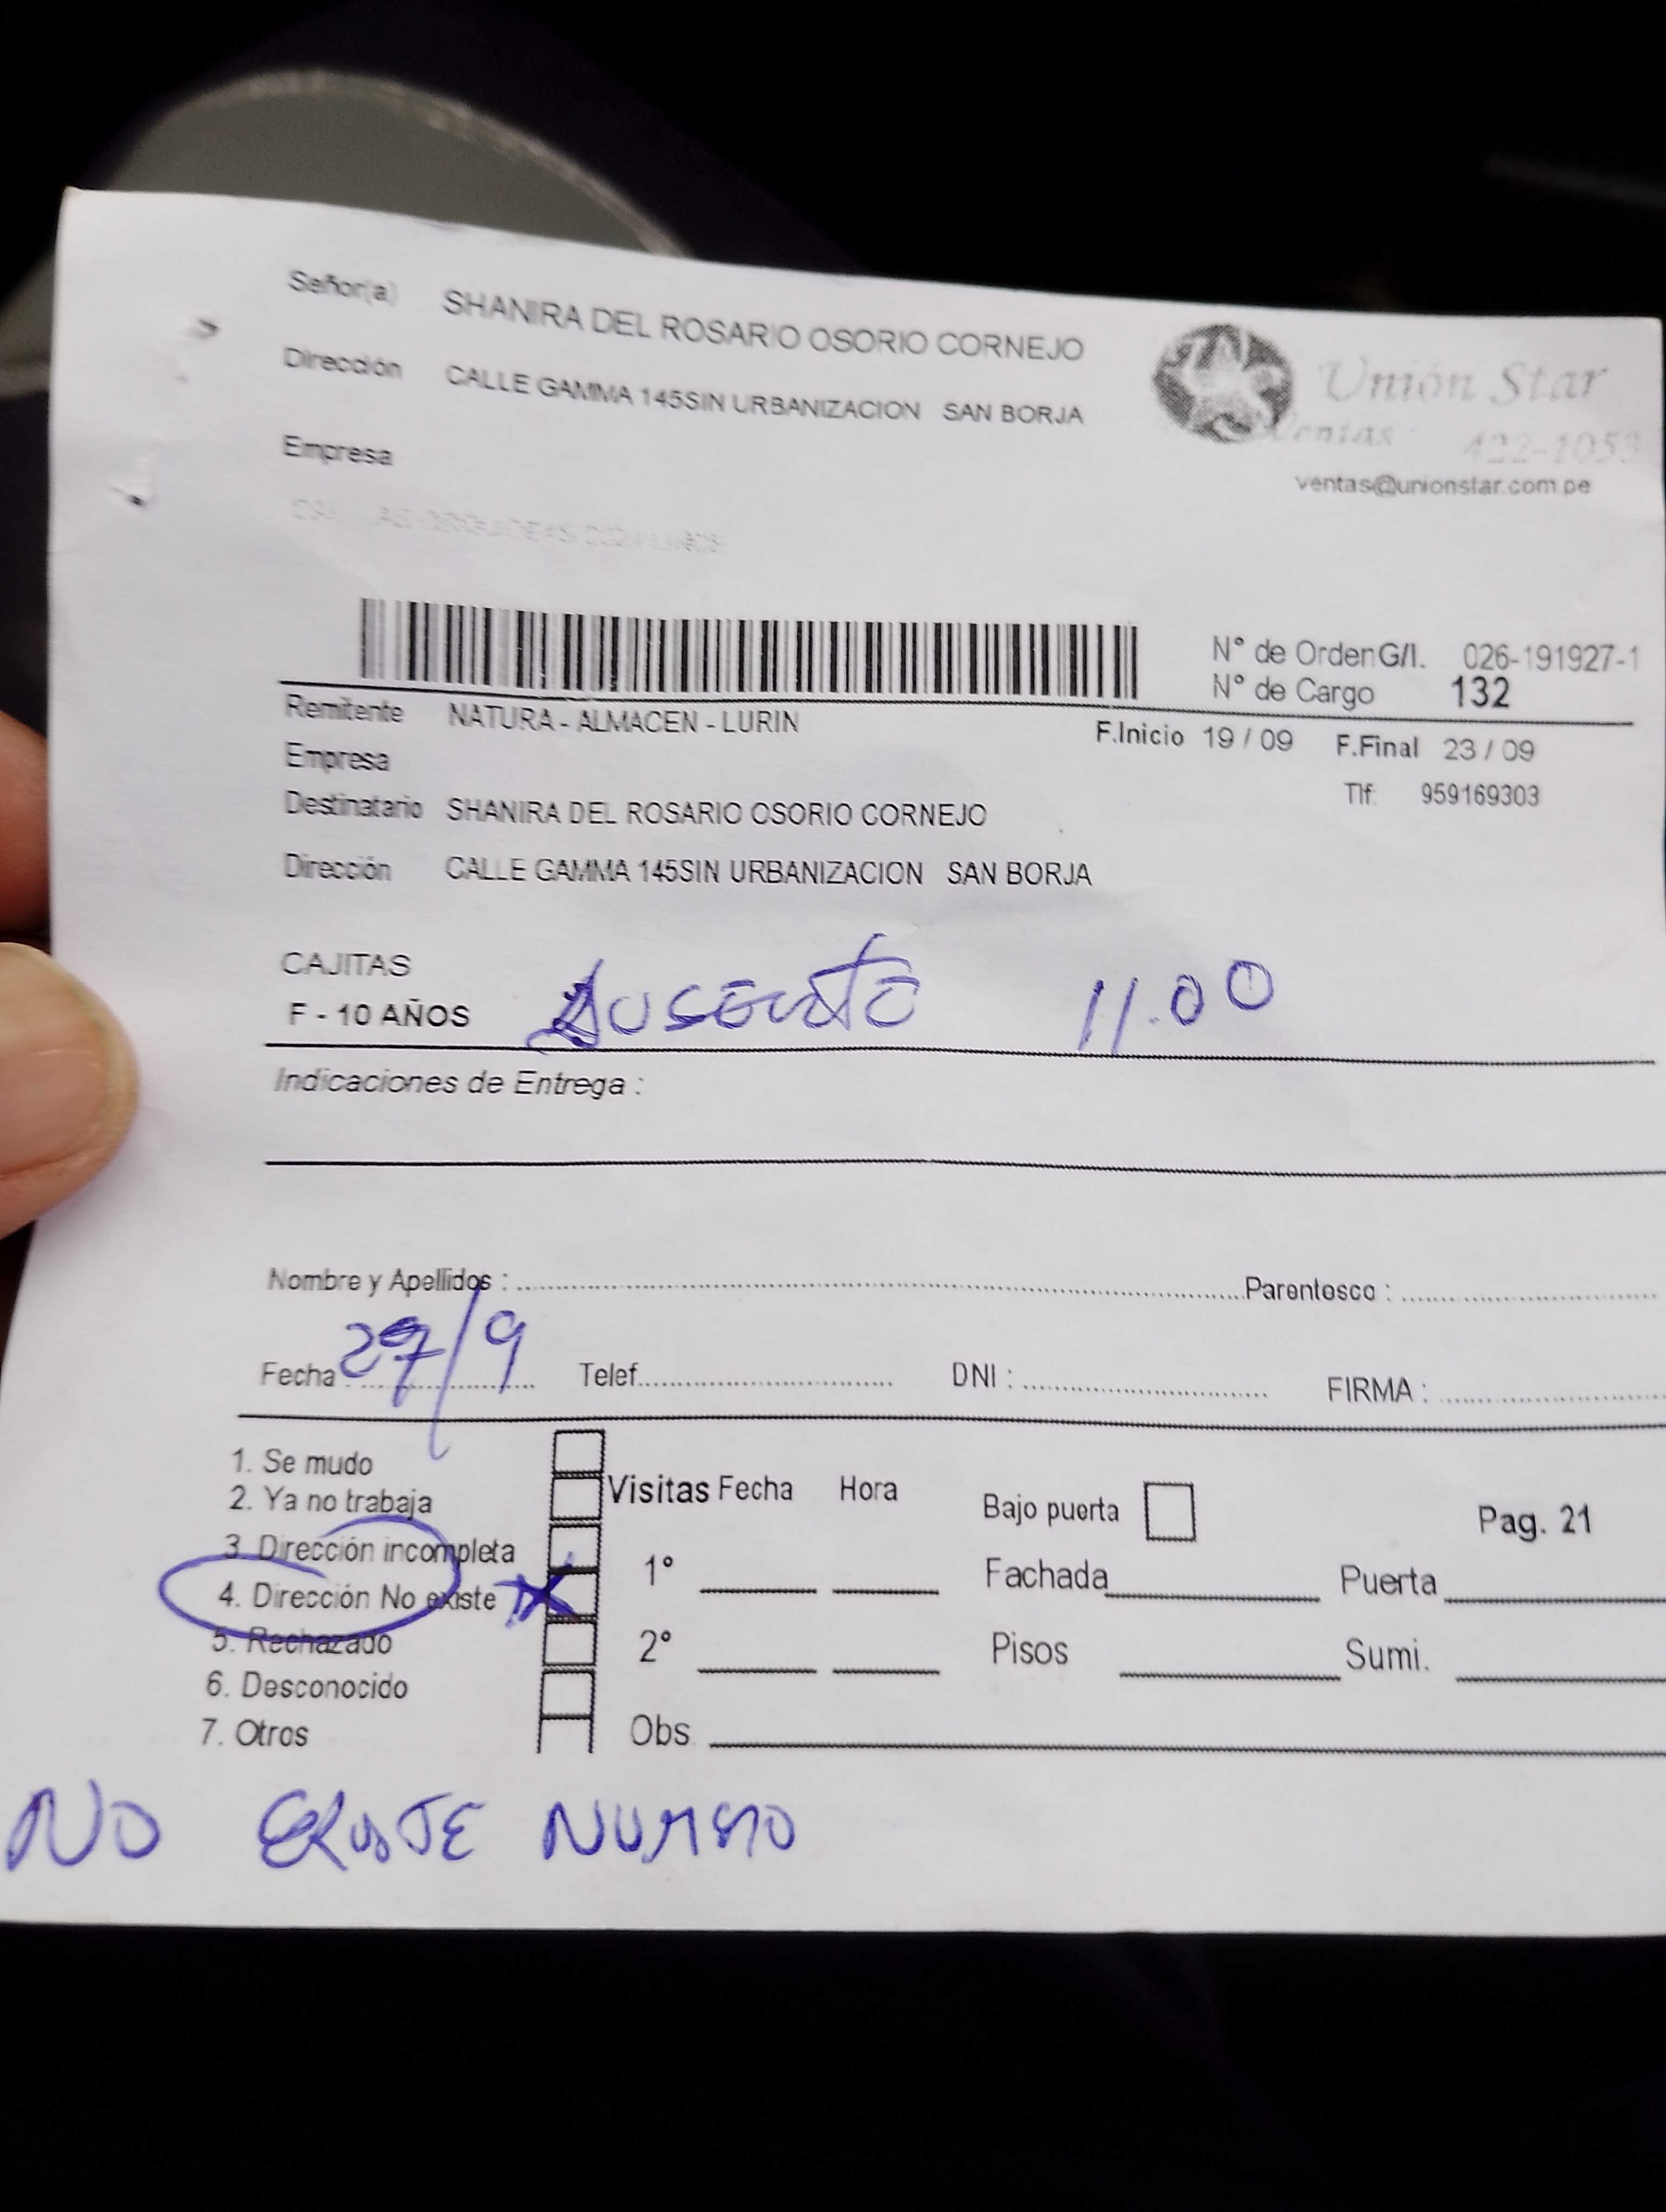 Señor(a) SHANIRA DEL ROSARIO OSORIO CORNEJO
Dirección CALLE GAMMA 145SIN URBANIZACION SAN BORJA
Unión Star
Ventas: 422-1053
ventas@unionstar.com.pe
Empresa
N° de Orden G/I. 026-191927-1
N° de Cargo 132
Remitente NATURA - ALMACEN - LURIN
F.Inicio 19 / 09 F.Final 23 / 09
Empresa
Tlf: 959169303
Destinatario SHANIRA DEL ROSARIO OSORIO CORNEJO
Dirección CALLE GAMMA 145SIN URBANIZACION SAN BORJA
CAJITAS
F - 10 AÑOS
Ausente 11.00
Indicaciones de Entrega :
Nombre y Apellidos : Parentesco :
Fecha : /9 Telef. DNI : FIRMA :
1. Se mudo
2. Ya no trabaja
3. Dirección incompleta
4. Dirección No existe X
5. Rechazado
6. Desconocido
7. Otros
Visitas Fecha Hora
1°
2°
Obs.
Bajo puerta
Pag. 21
Fachada Puerta
Pisos Sumi.
NO NUMERO